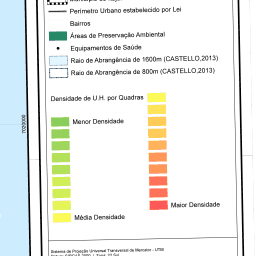 Perímetro Urbano estabelecido por Lei
Bairros
Áreas de Preservação Ambiental
Equipamentos de Saúde
Raio de Abrangência de 1600m (CASTELLO,2013)
Raio de Abrangência de 800m (CASTELLO,2013)
Densidade de U.H. por Quadras
Menor Densidade
Maior Densidade
Média Densidade
7020000
Sistema de Projeção Universal Transversal de Mercator - UTM